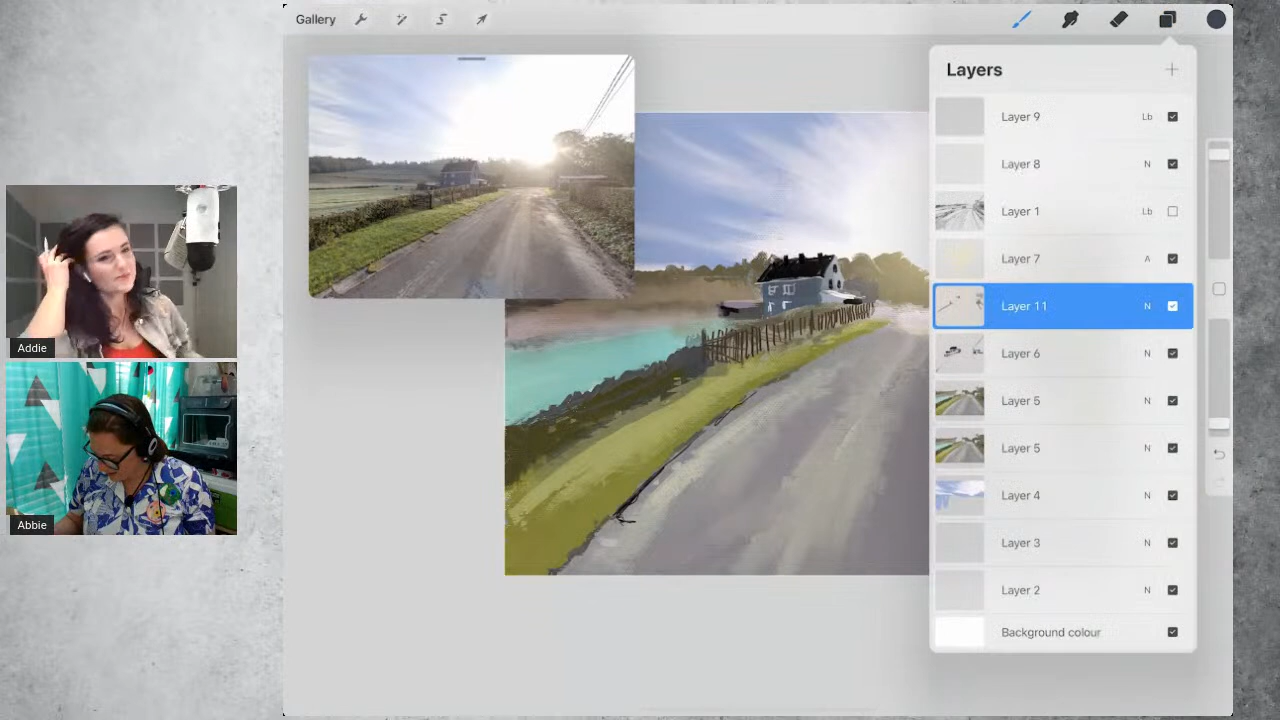 Gallery
Layers
Layer 9 Lb
Layer 8 N
Layer 1 Lb
Layer 7 A
Layer 11 N
Layer 6 N
Layer 5 N
Layer 5 N
Layer 4 N
Layer 3 N
Layer 2 N
Background colour
Addie
Abbie